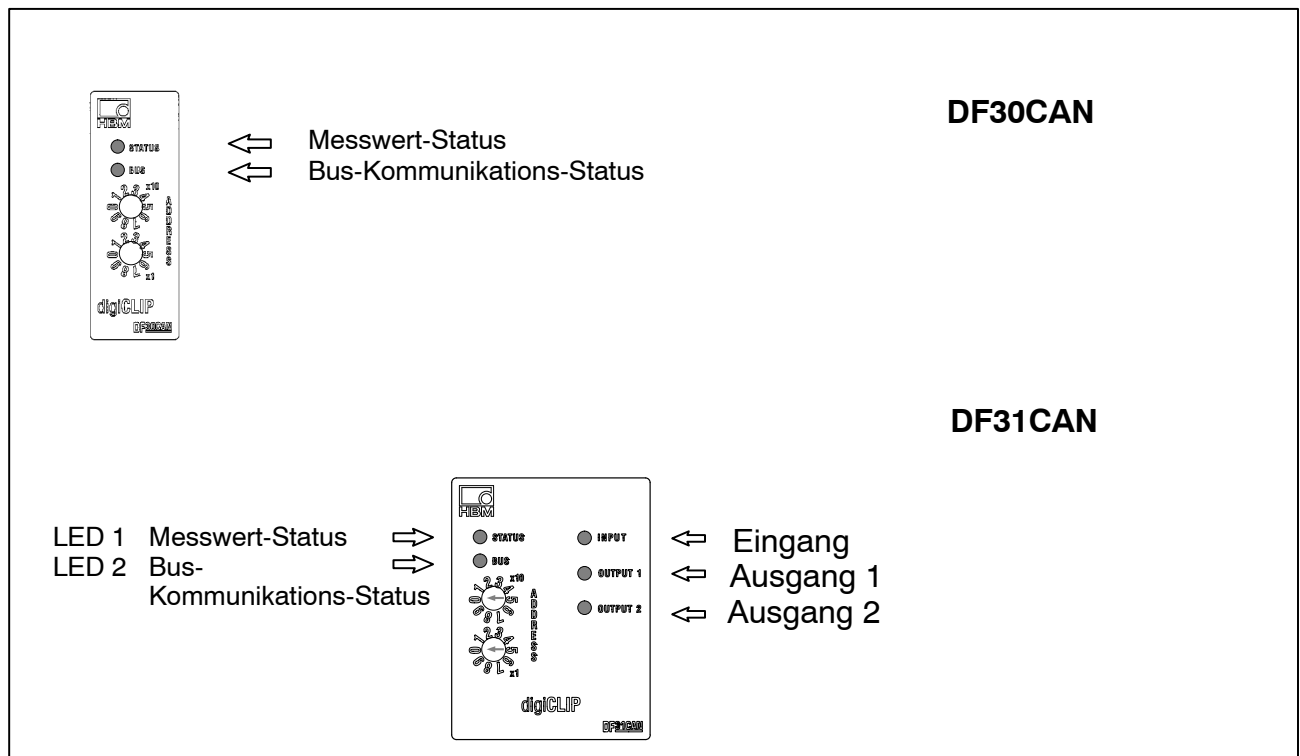 DF30CAN
HBM
STATUS
BUS
Messwert-Status
Bus-Kommunikations-Status
x10
ADDRESS
x1
digiCLIP
DF30CAN
DF31CAN
LED 1 Messwert-Status
LED 2 Bus-
Kommunikations-Status
HBM
STATUS
INPUT
BUS
OUTPUT 1
OUTPUT 2
x10
ADDRESS
x1
digiCLIP
DF31CAN
Eingang
Ausgang 1
Ausgang 2